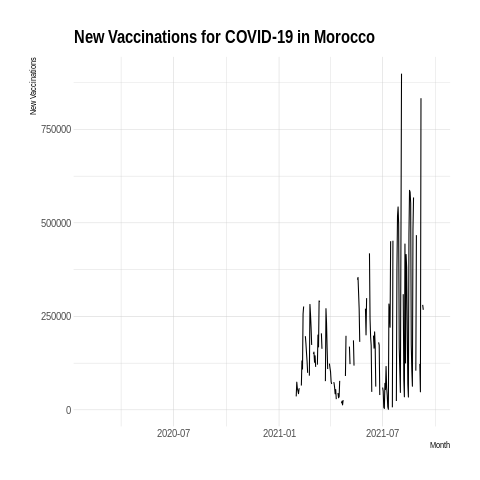 New Vaccinations for COVID-19 in Morocco
New Vaccinations
750000
500000
250000
0
2020-07 2021-01 2021-07
Month